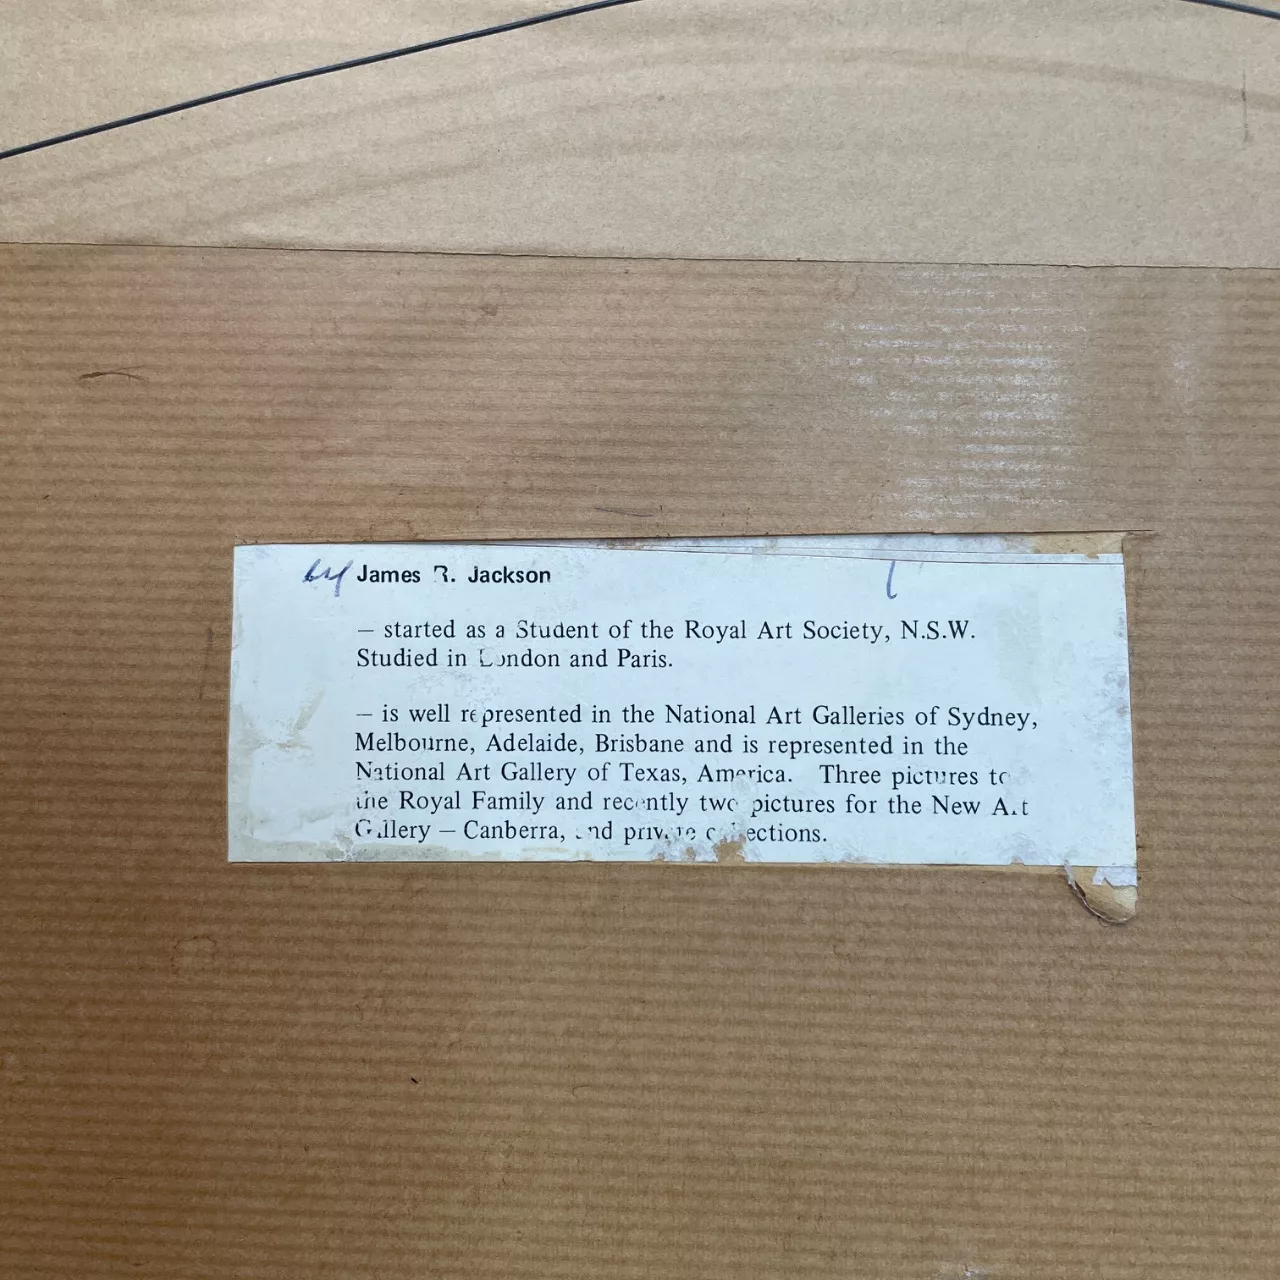 by James R. Jackson
– started as a Student of the Royal Art Society, N.S.W.
Studied in London and Paris.
– is well represented in the National Art Galleries of Sydney,
Melbourne, Adelaide, Brisbane and is represented in the
National Art Gallery of Texas, America. Three pictures to
the Royal Family and recently two pictures for the New Art
Gallery – Canberra, and private collections.